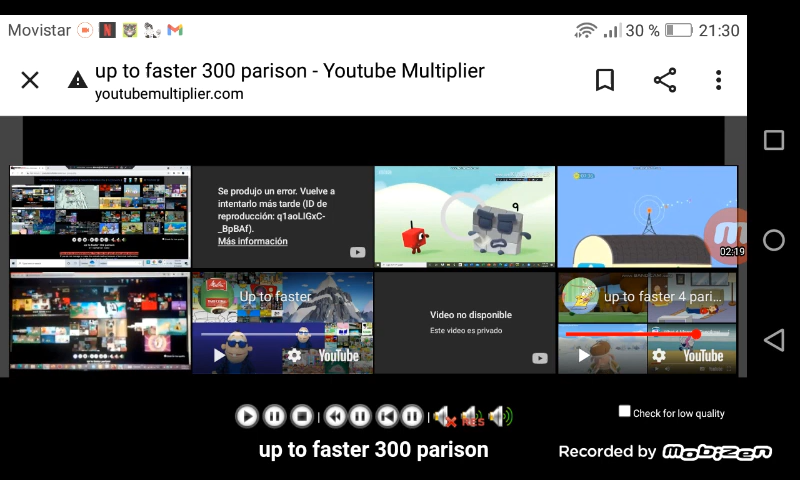 Movistar
30 %
21:30
up to faster 300 parison - Youtube Multiplier
youtubemultiplier.com
Se produjo un error. Vuelve a
intentarlo más tarde (ID de
reproducción: q1aoLIGxC-
_BpBAf).
Más información
9
02:19
MELITTA
Up to faster
YouTube
Video no disponible
Este video es privado
up to faster 4 pari...
YouTube
RES
Check for low quality
up to faster 300 parison
Recorded by Mobizen